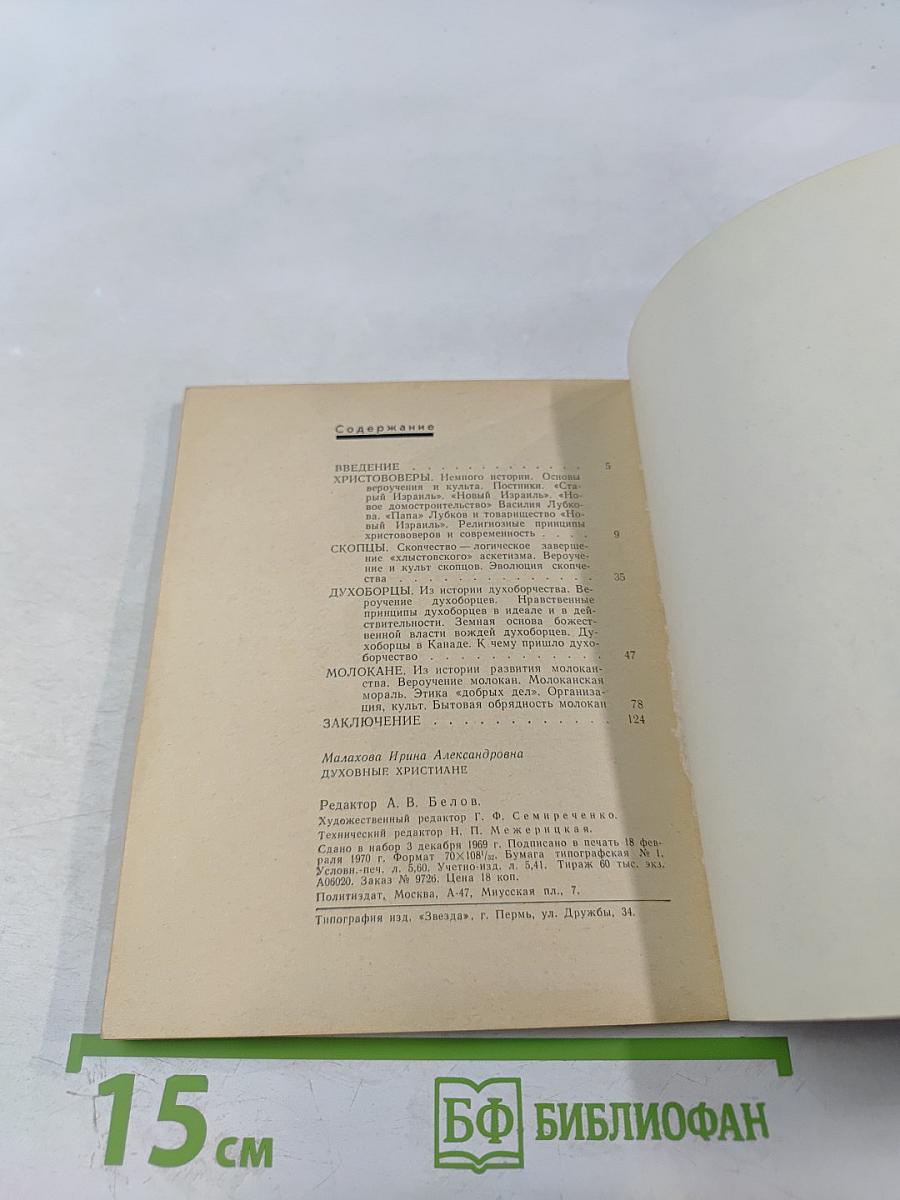 Содержание
ВВЕДЕНИЕ . . . . . . . . . . . . . 5
ХРИСТОВОВЕРЫ. Немного истории. Основы
вероучения и культа. Постники. «Ста-
рый Израиль». «Новый Израиль». «Но-
вое домостроительство» Василия Лубко-
ва. «Папа» Лубков и товарищество «Но-
вый Израиль». Религиозные принципы
христововеров и современность . . . . 9
СКОПЦЫ. Скопчество — логическое заверше-
ние «хлыстовского» аскетизма. Вероуче-
ние и культ скопцов. Эволюция скопче-
ства . . . . . . . . . . . . . 35
ДУХОБОРЦЫ. Из истории духоборчества. Ве-
роучение духоборцев. Нравственные
принципы духоборцев в идеале и в дей-
ствительности. Земная основа божест-
венной власти вождей духоборцев. Ду-
хоборцы в Канаде. К чему пришло духо-
борчество . . . . . . . . . . . 47
МОЛОКАНЕ. Из истории развития молокан-
ства. Вероучение молокан. Молоканская
мораль. Этика «добрых дел». Организа-
ция, культ. Бытовая обрядность молокан 78
ЗАКЛЮЧЕНИЕ . . . . . . . . . . . . 124
Малахова Ирина Александровна
ДУХОВНЫЕ ХРИСТИАНЕ
Редактор А. В. Белов.
Художественный редактор Г. Ф. Семиреченко.
Технический редактор Н. П. Межерицкая.
Сдано в набор 3 декабря 1969 г. Подписано в печать 18 фев-
раля 1970 г. Формат 70×108 1/32. Бумага типографская № 1.
Условн.-печ. л. 5,60. Учетно-изд. л. 5,41. Тираж 60 тыс. экз.
А06020. Заказ № 9726. Цена 18 коп.
Политиздат, Москва, А-47, Миусская пл., 7.
Типография изд. «Звезда», г. Пермь, ул. Дружбы, 34.
15 см
БФ БИБЛИОФАН